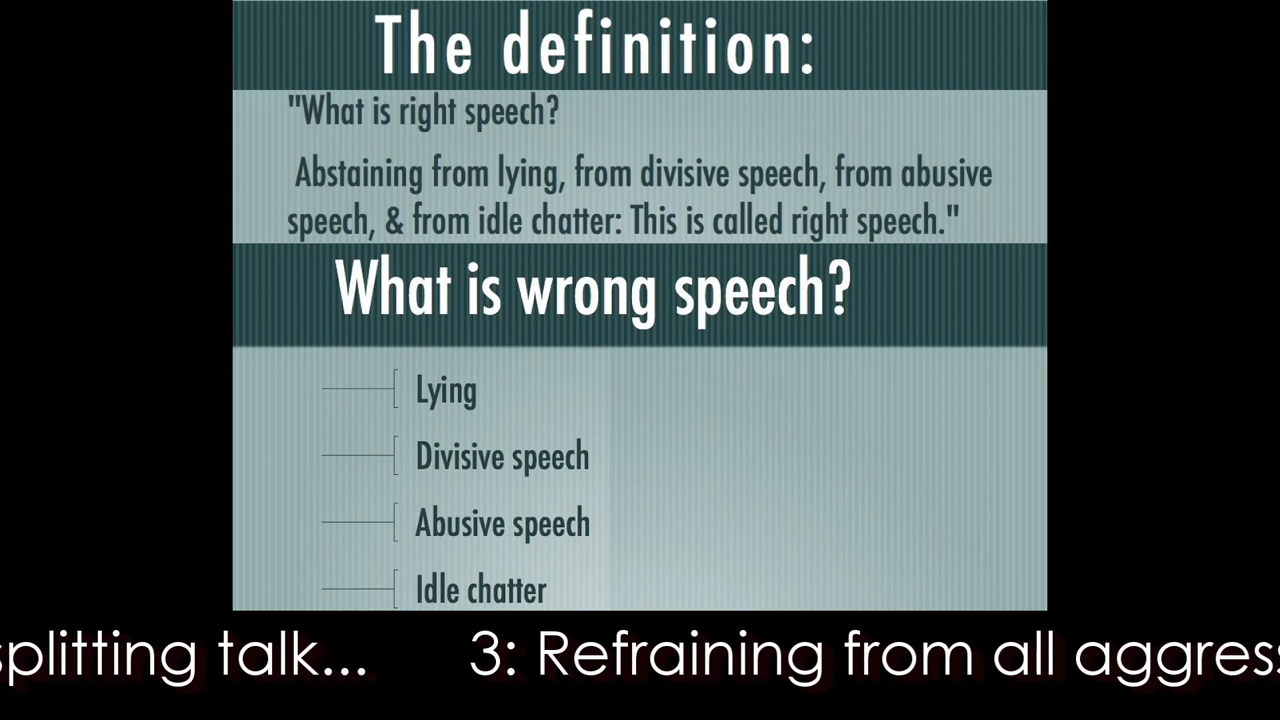 The definition:
"What is right speech?
Abstaining from lying, from divisive speech, from abusive
speech, & from idle chatter: This is called right speech."
What is wrong speech?
Lying
Divisive speech
Abusive speech
Idle chatter
splitting talk... 3: Refraining from all